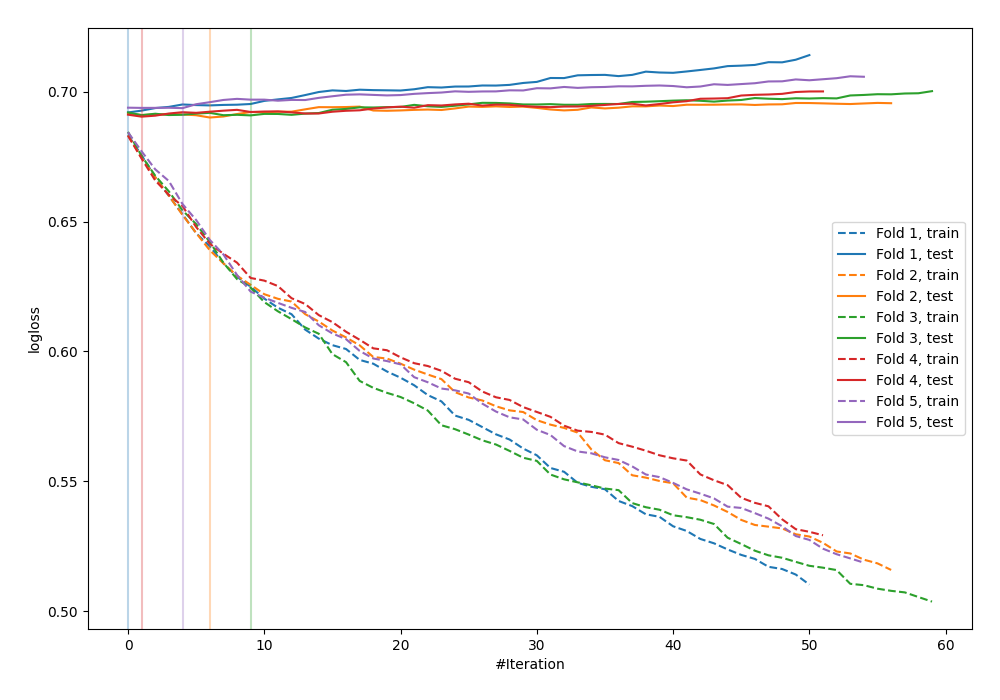 0.70
0.65
0.60
0.55
0.50
logloss
0
10
20
30
40
50
60
#Iteration
Fold 1, train
Fold 1, test
Fold 2, train
Fold 2, test
Fold 3, train
Fold 3, test
Fold 4, train
Fold 4, test
Fold 5, train
Fold 5, test